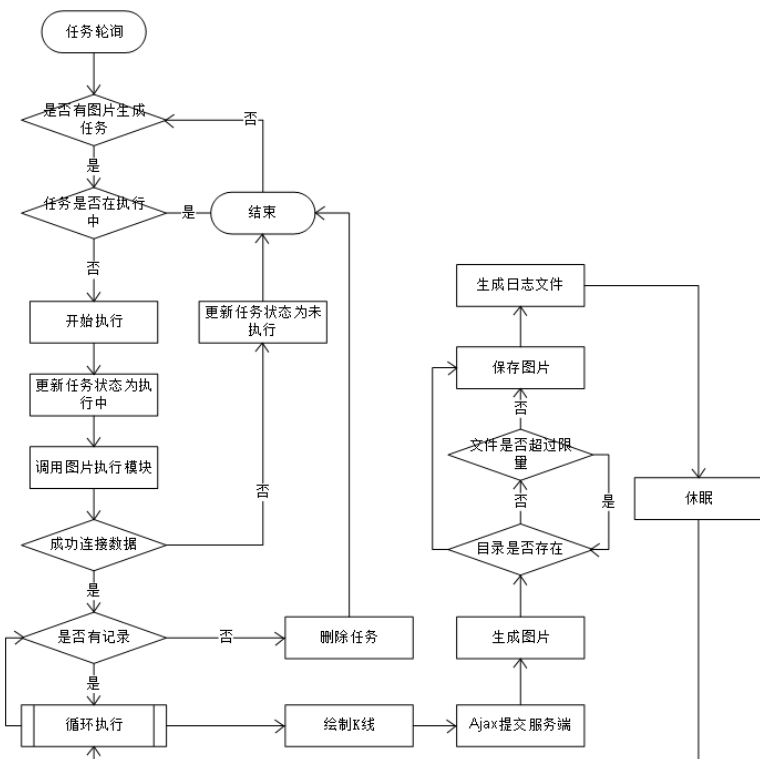 任务轮询
是否有图片生成
任务
否
是
任务是否在执行
中
是
结束
否
开始执行
更新任务状态为未
执行
更新任务状态为执
行中
调用图片执行模块
否
成功连接数据
是
是否有记录
否
删除任务
是
循环执行
绘制K线
Ajax提交服务端
生成图片
目录是否存在
否
是
文件是否超过限
量
否
保存图片
生成日志文件
休眠